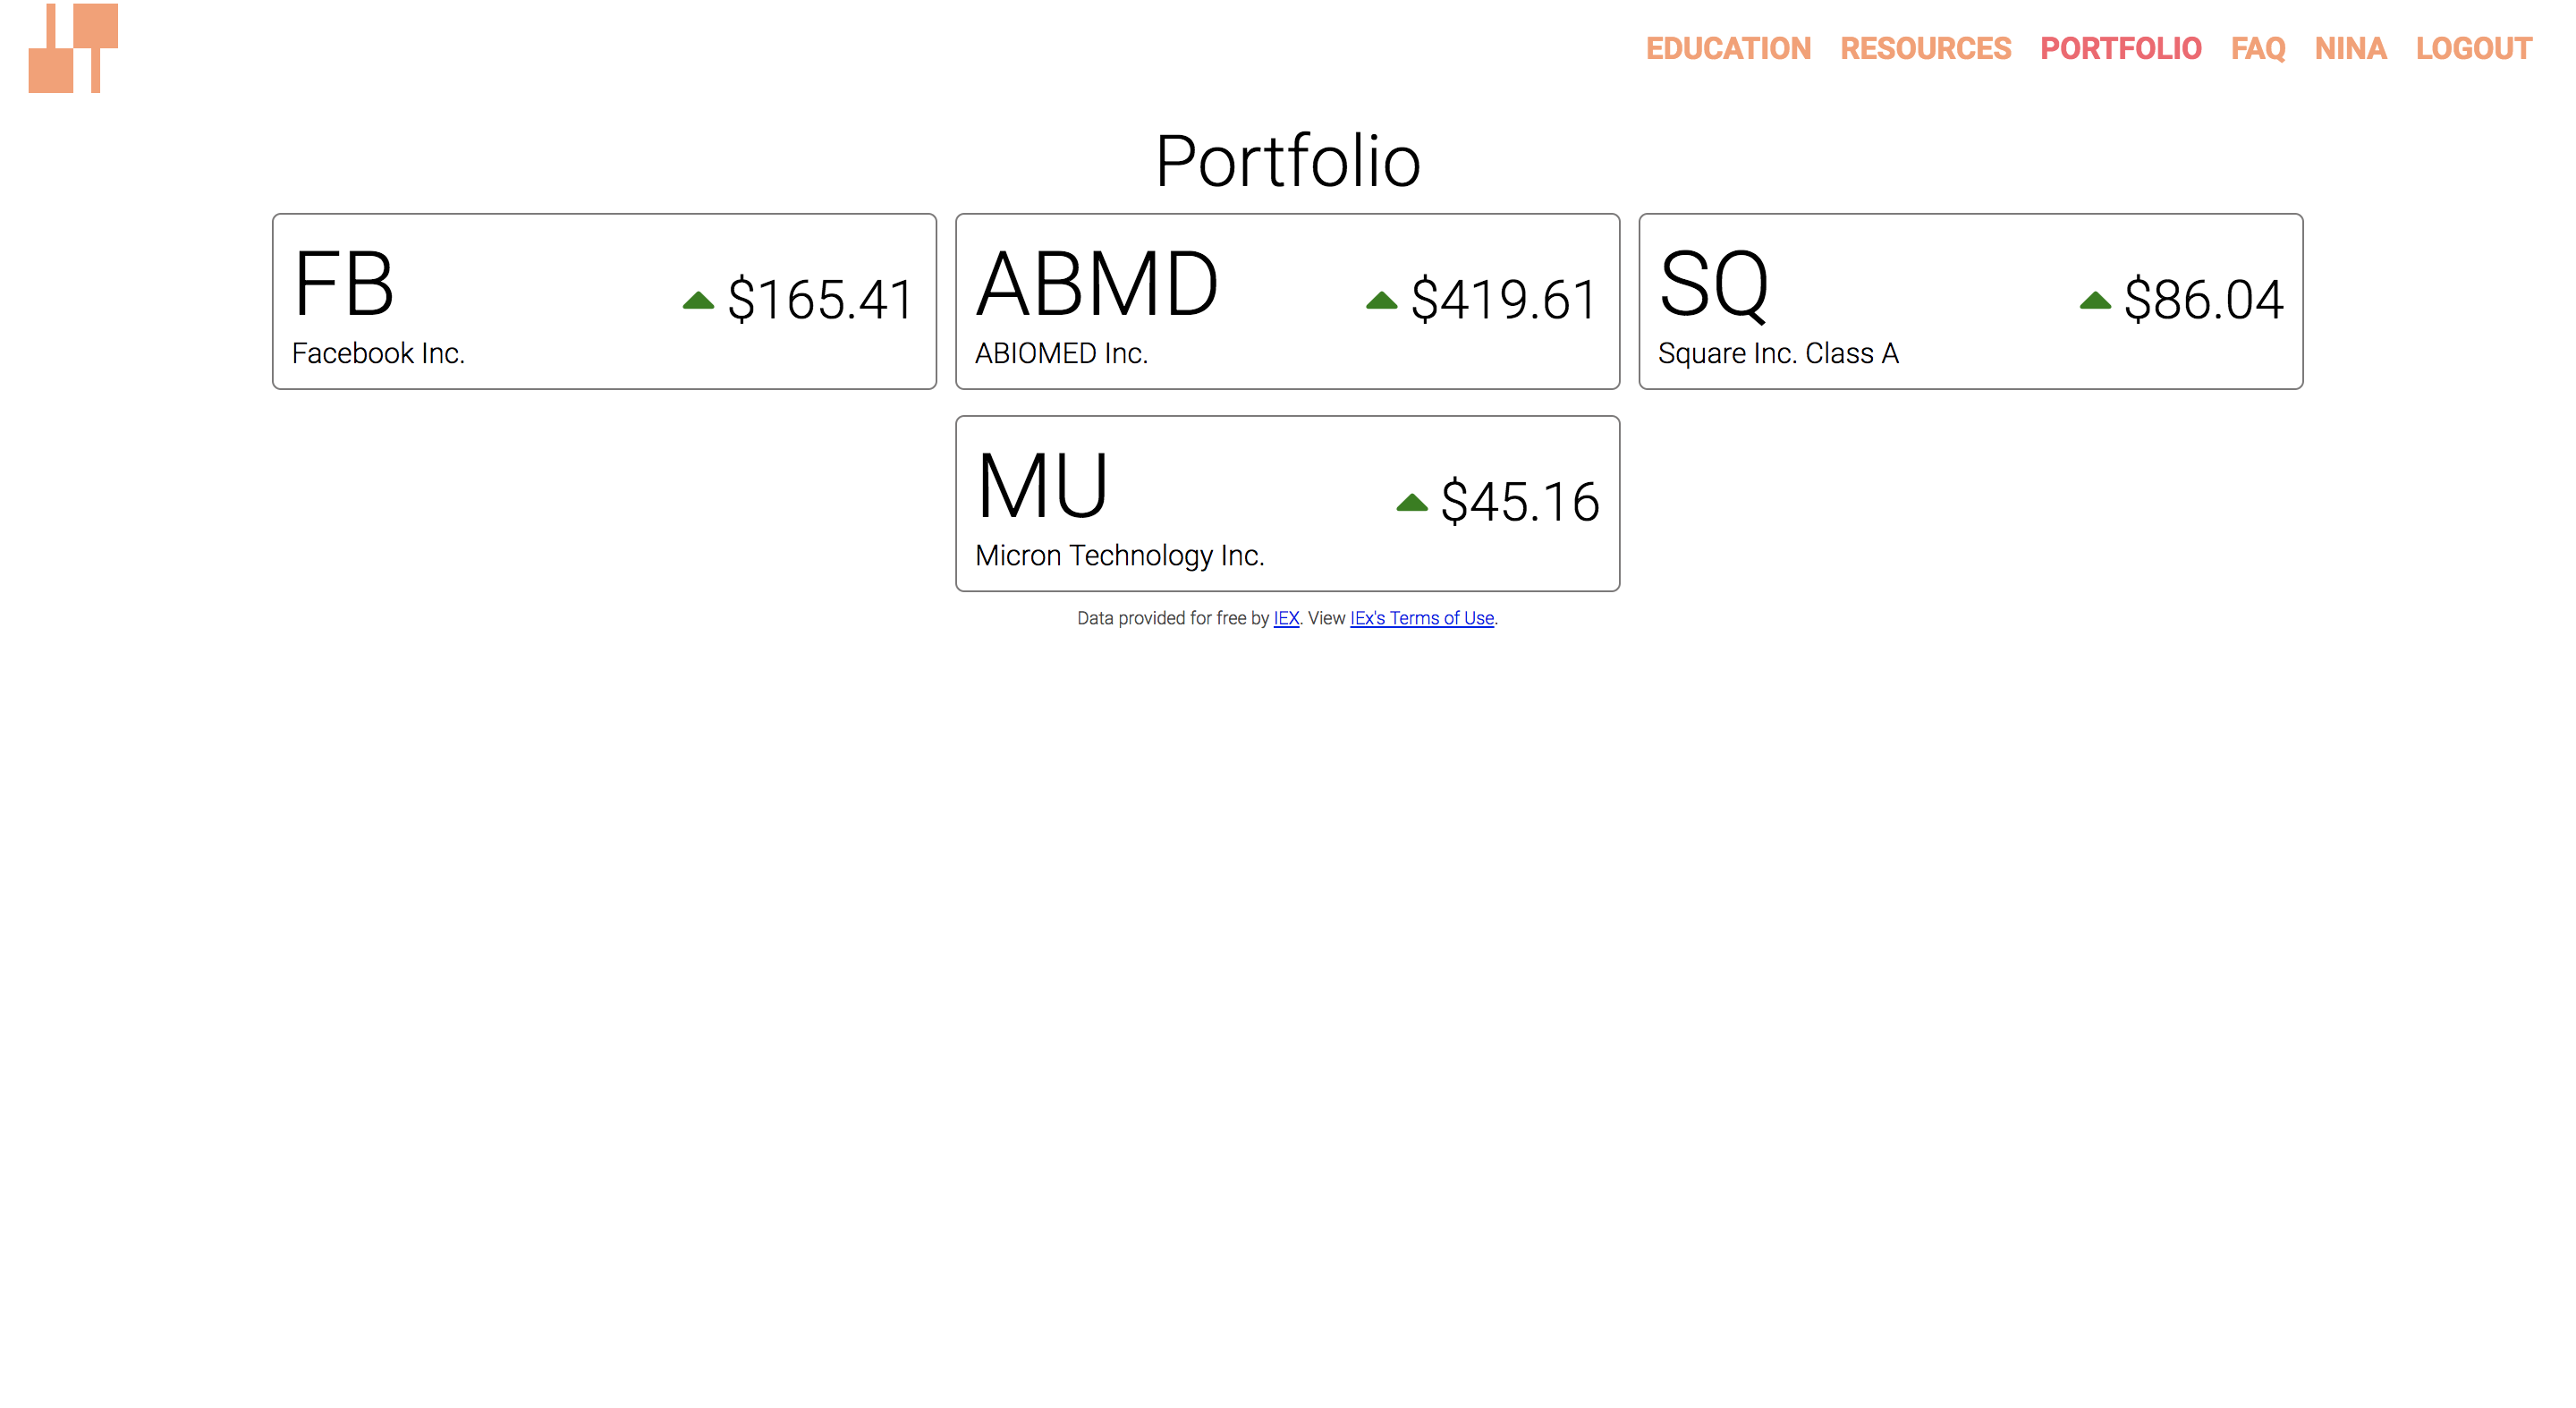 EDUCATION RESOURCES PORTFOLIO FAQ NINA LOGOUT
Portfolio
FB $165.41
Facebook Inc.
ABMD $419.61
ABIOMED Inc.
SQ $86.04
Square Inc. Class A
MU $45.16
Micron Technology Inc.
Data provided for free by IEX. View IEx's Terms of Use.